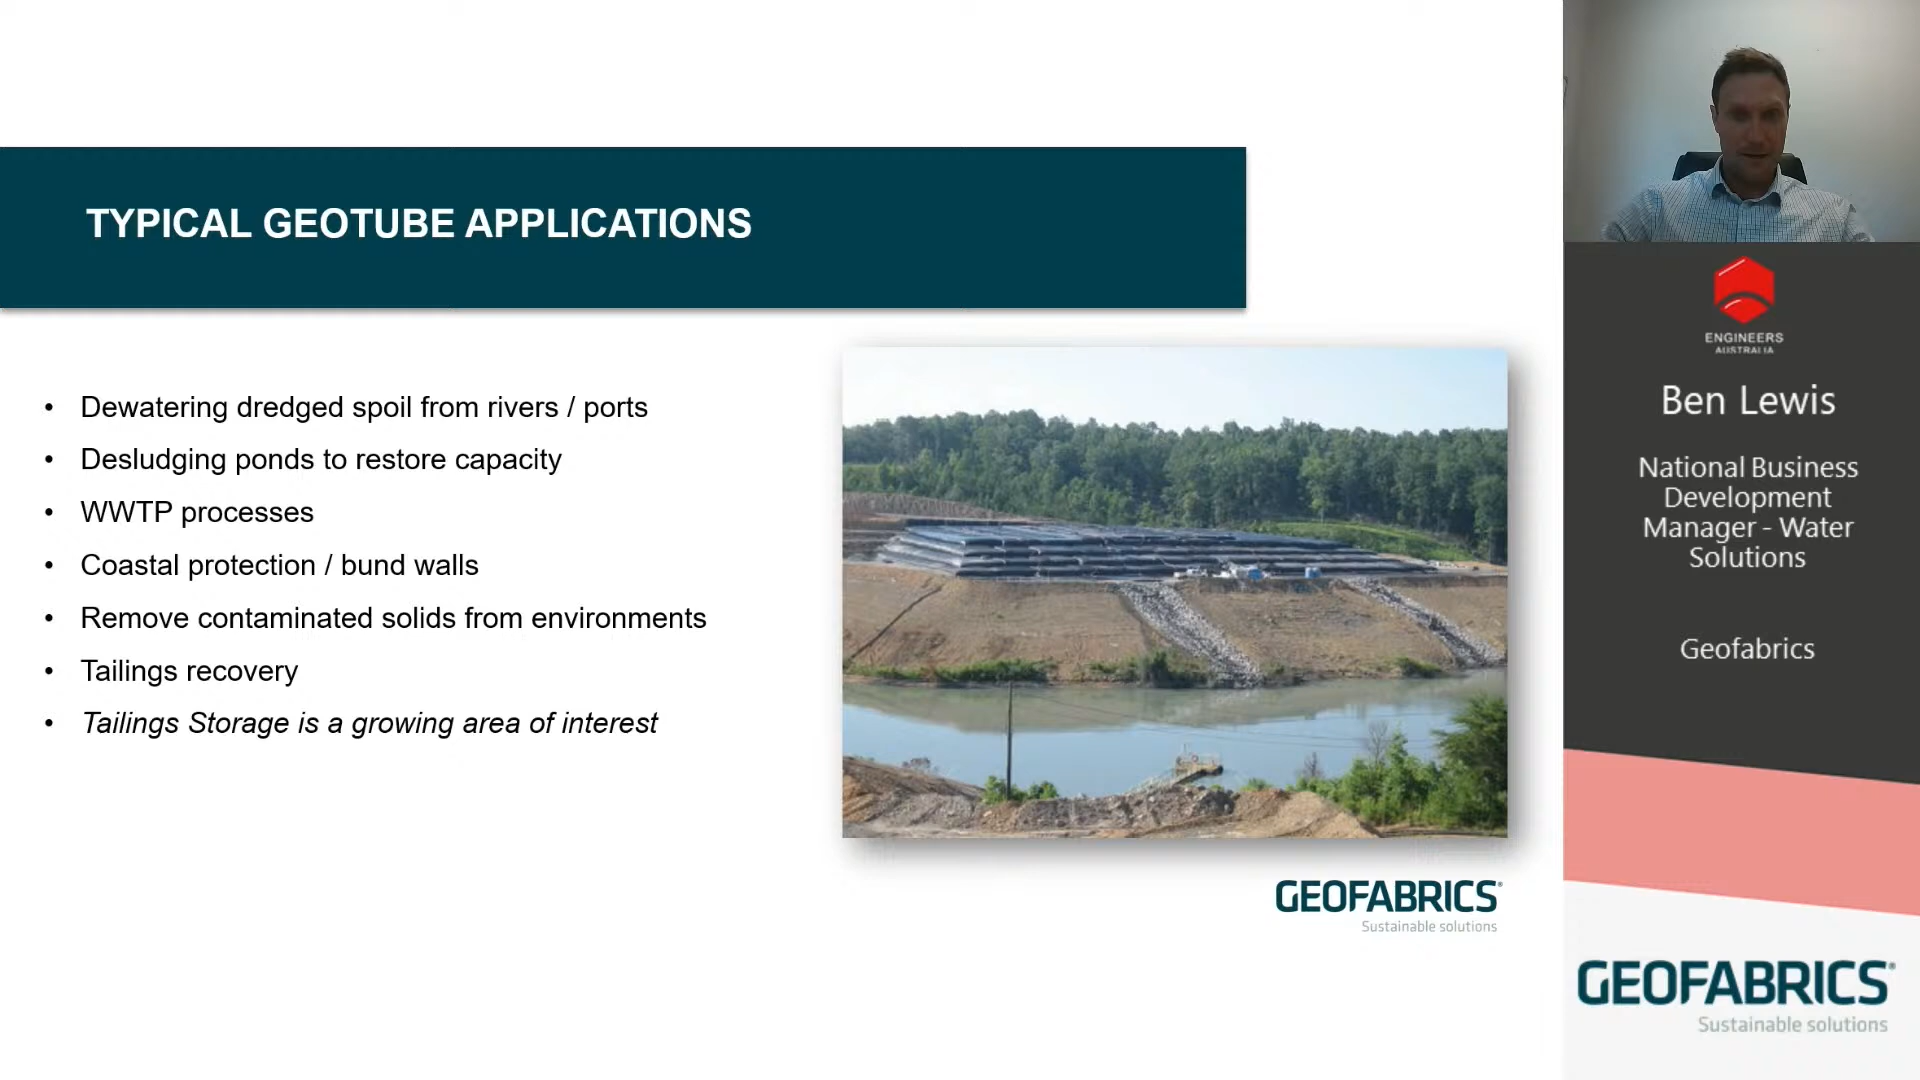 TYPICAL GEOTUBE APPLICATIONS
• Dewatering dredged spoil from rivers / ports
• Desludging ponds to restore capacity
• WWTP processes
• Coastal protection / bund walls
• Remove contaminated solids from environments
• Tailings recovery
• Tailings Storage is a growing area of interest
GEOFABRICS®
Sustainable solutions
ENGINEERS
AUSTRALIA
Ben Lewis
National Business
Development
Manager - Water
Solutions
Geofabrics
GEOFABRICS®
Sustainable solutions